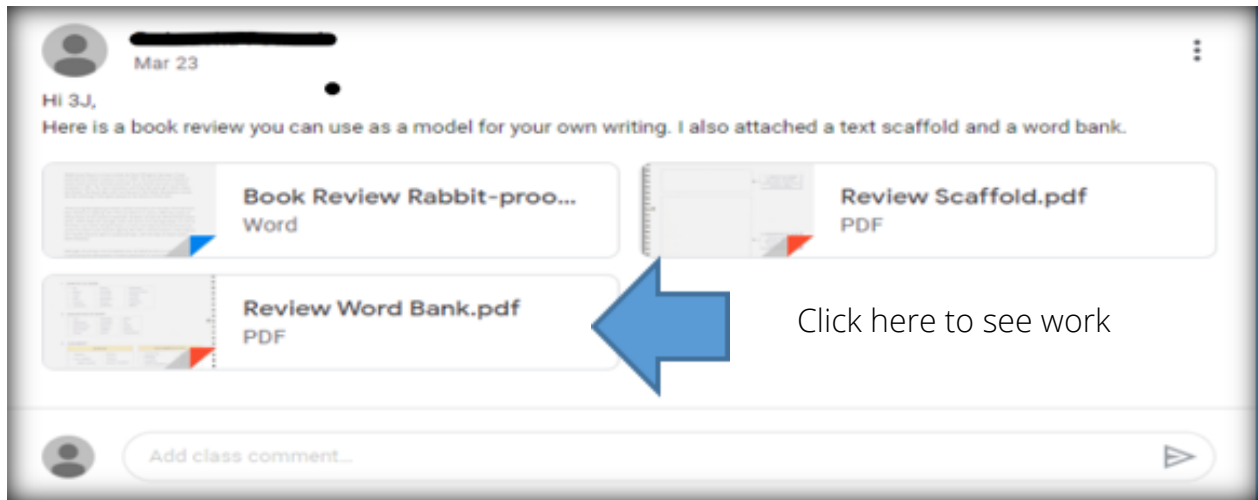 Mar 23
Hi 3J,
Here is a book review you can use as a model for your own writing. I also attached a text scaffold and a word bank.
Book Review Rabbit-proo...
Word
Review Scaffold.pdf
PDF
Review Word Bank.pdf
PDF
Click here to see work
Add class comment...